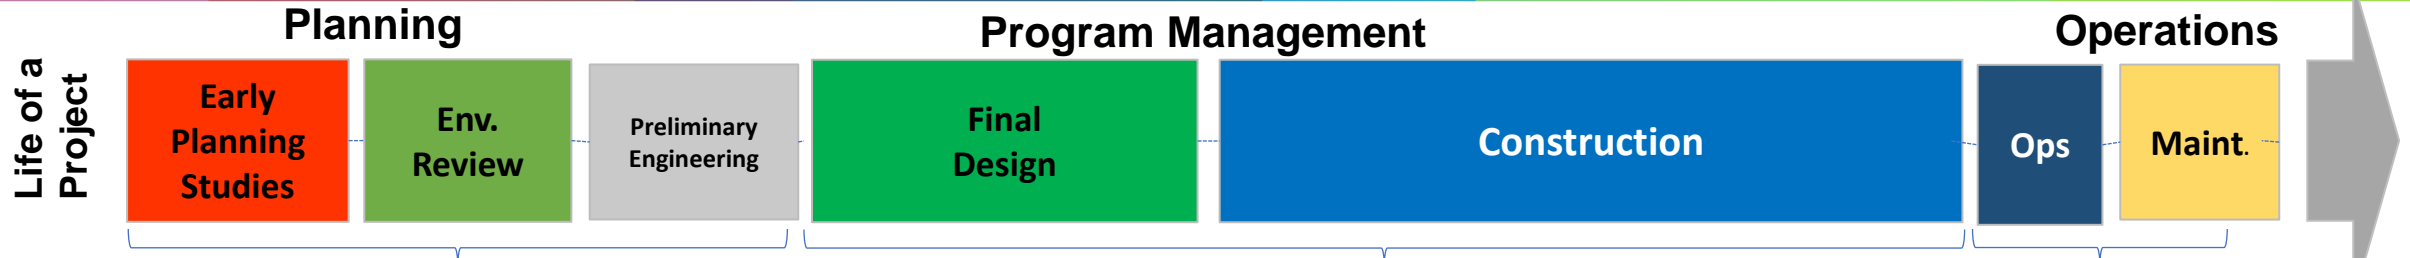 Planning
Program Management
Operations
Life of a
Project
Early
Planning
Studies
Env.
Review
Preliminary
Engineering
Final
Design
Construction
Ops
Maint.